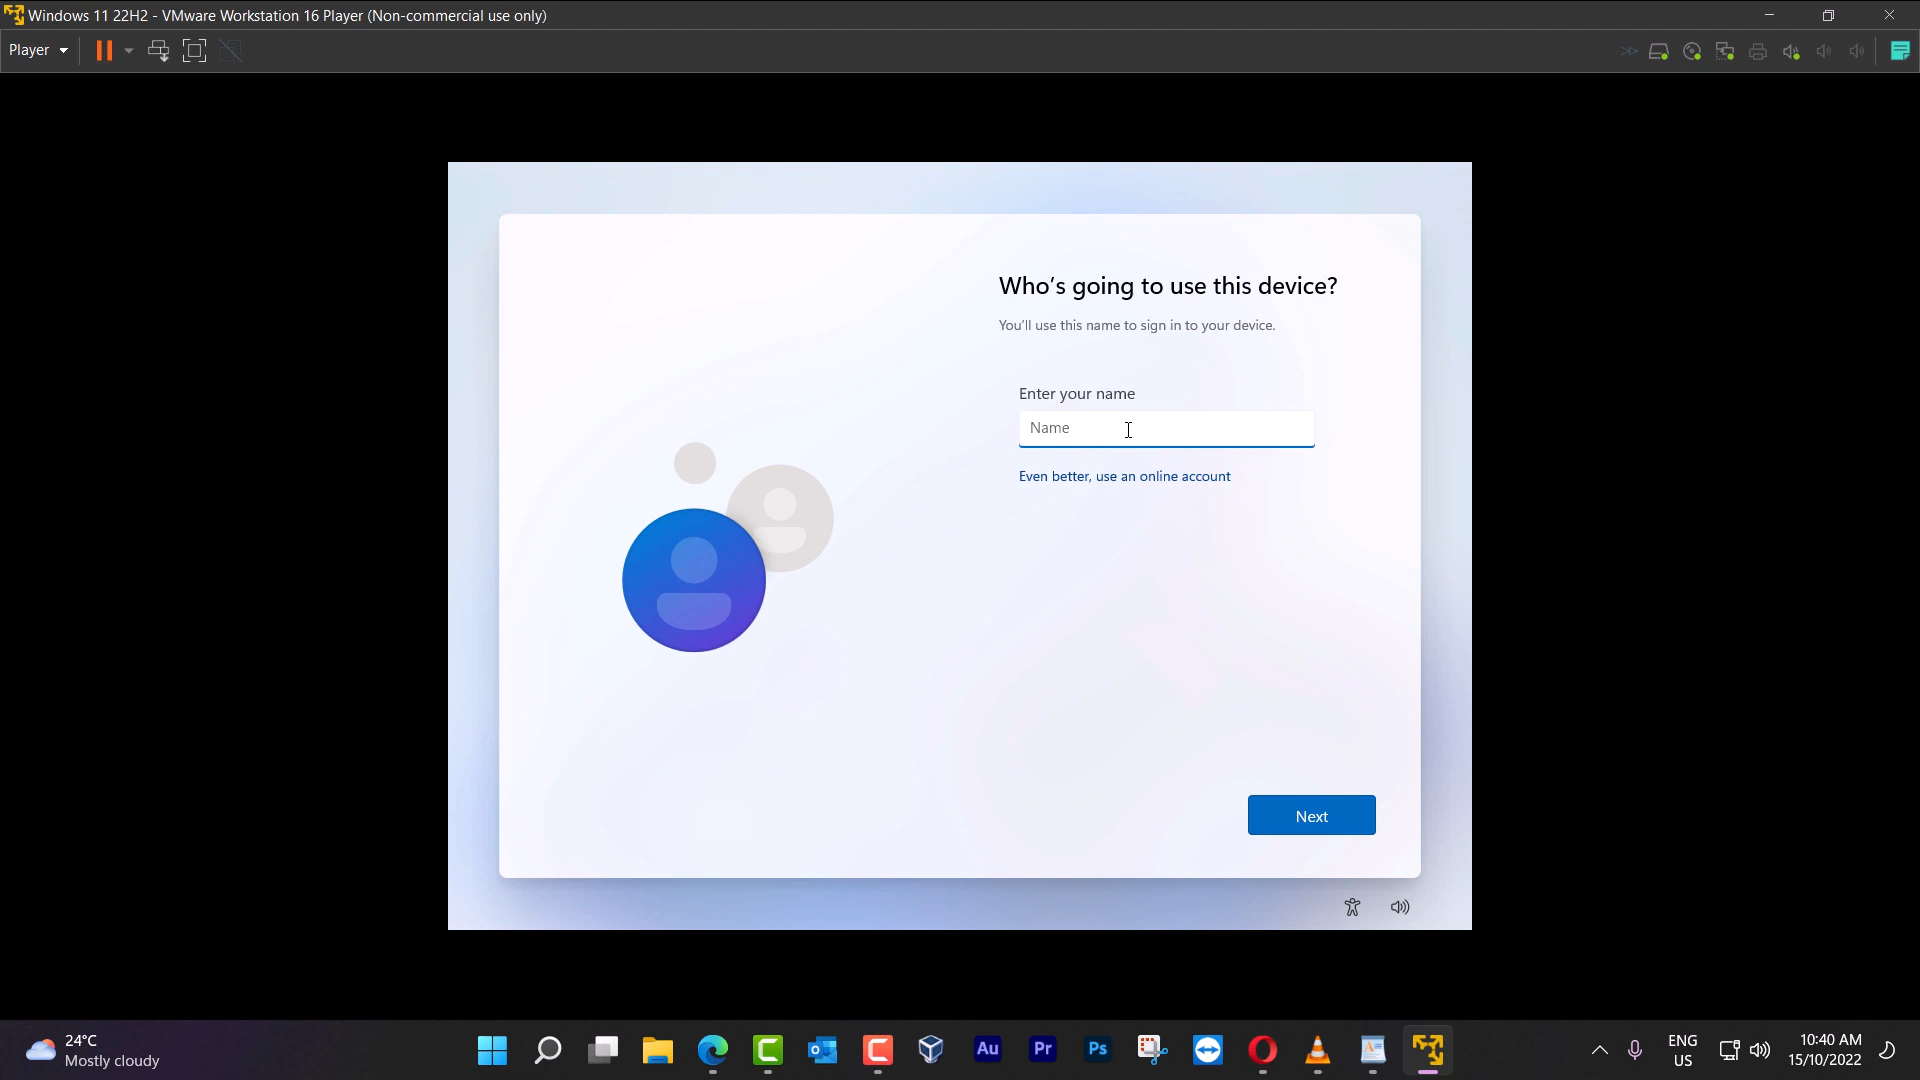 Windows 11 22H2 - VMware Workstation 16 Player (Non-commercial use only)
Player
Who's going to use this device?
You'll use this name to sign in to your device.
Enter your name
Name
Even better, use an online account
Next
24°C
Mostly cloudy
Au
Pr
Ps
ENG
US
10:40 AM
15/10/2022